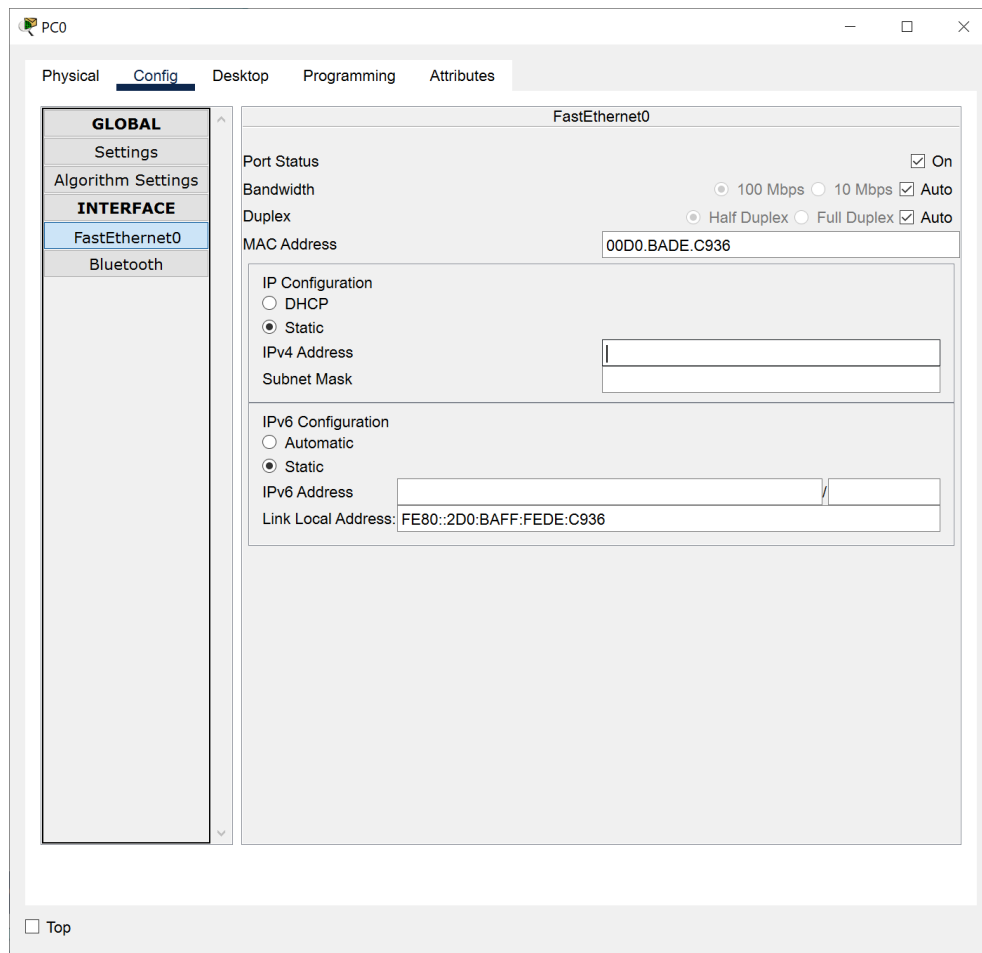 PC0
Physical Config Desktop Programming Attributes
GLOBAL
Settings
Algorithm Settings
INTERFACE
FastEthernet0
Bluetooth
FastEthernet0
Port Status On
Bandwidth 100 Mbps 10 Mbps Auto
Duplex Half Duplex Full Duplex Auto
MAC Address 00D0.BADE.C936
IP Configuration
DHCP
Static
IPv4 Address
Subnet Mask
IPv6 Configuration
Automatic
Static
IPv6 Address /
Link Local Address: FE80::2D0:BAFF:FEDE:C936
Top